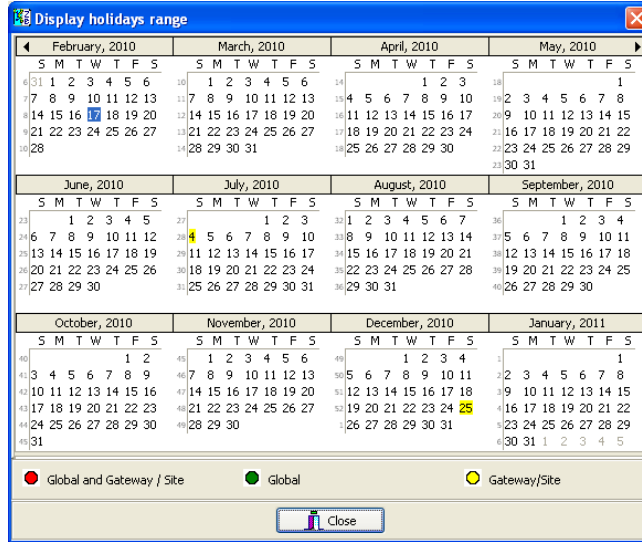 Display holidays range
February, 2010 March, 2010 April, 2010 May, 2010
S M T W T F S S M T W T F S S M T W T F S S M T W T F S
6 31 1 2 3 4 5 6 10 1 2 3 4 5 6 14 1 2 3 18 1
7 7 8 9 10 11 12 13 11 7 8 9 10 11 12 13 15 4 5 6 7 8 9 10 19 2 3 4 5 6 7 8
8 14 15 16 17 18 19 20 12 14 15 16 17 18 19 20 16 11 12 13 14 15 16 17 20 9 10 11 12 13 14 15
9 21 22 23 24 25 26 27 13 21 22 23 24 25 26 27 17 18 19 20 21 22 23 24 21 16 17 18 19 20 21 22
10 28 14 28 29 30 31 18 25 26 27 28 29 30 22 23 24 25 26 27 28 29
23 30 31
June, 2010 July, 2010 August, 2010 September, 2010
S M T W T F S S M T W T F S S M T W T F S S M T W T F S
23 1 2 3 4 5 27 1 2 3 32 1 2 3 4 5 6 7 36 1 2 3 4
24 6 7 8 9 10 11 12 28 4 5 6 7 8 9 10 33 8 9 10 11 12 13 14 37 5 6 7 8 9 10 11
25 13 14 15 16 17 18 19 29 11 12 13 14 15 16 17 34 15 16 17 18 19 20 21 38 12 13 14 15 16 17 18
26 20 21 22 23 24 25 26 30 18 19 20 21 22 23 24 35 22 23 24 25 26 27 28 39 19 20 21 22 23 24 25
27 27 28 29 30 31 25 26 27 28 29 30 31 36 29 30 31 40 26 27 28 29 30
October, 2010 November, 2010 December, 2010 January, 2011
S M T W T F S S M T W T F S S M T W T F S S M T W T F S
40 1 2 45 1 2 3 4 5 6 49 1 2 3 4 1 1
41 3 4 5 6 7 8 9 46 7 8 9 10 11 12 13 50 5 6 7 8 9 10 11 2 2 3 4 5 6 7 8
42 10 11 12 13 14 15 16 47 14 15 16 17 18 19 20 51 12 13 14 15 16 17 18 3 9 10 11 12 13 14 15
43 17 18 19 20 21 22 23 48 21 22 23 24 25 26 27 52 19 20 21 22 23 24 25 4 16 17 18 19 20 21 22
44 24 25 26 27 28 29 30 49 28 29 30 1 26 27 28 29 30 31 5 23 24 25 26 27 28 29
45 31 6 30 31 1 2 3 4 5
Global and Gateway / Site Global Gateway/Site
Close